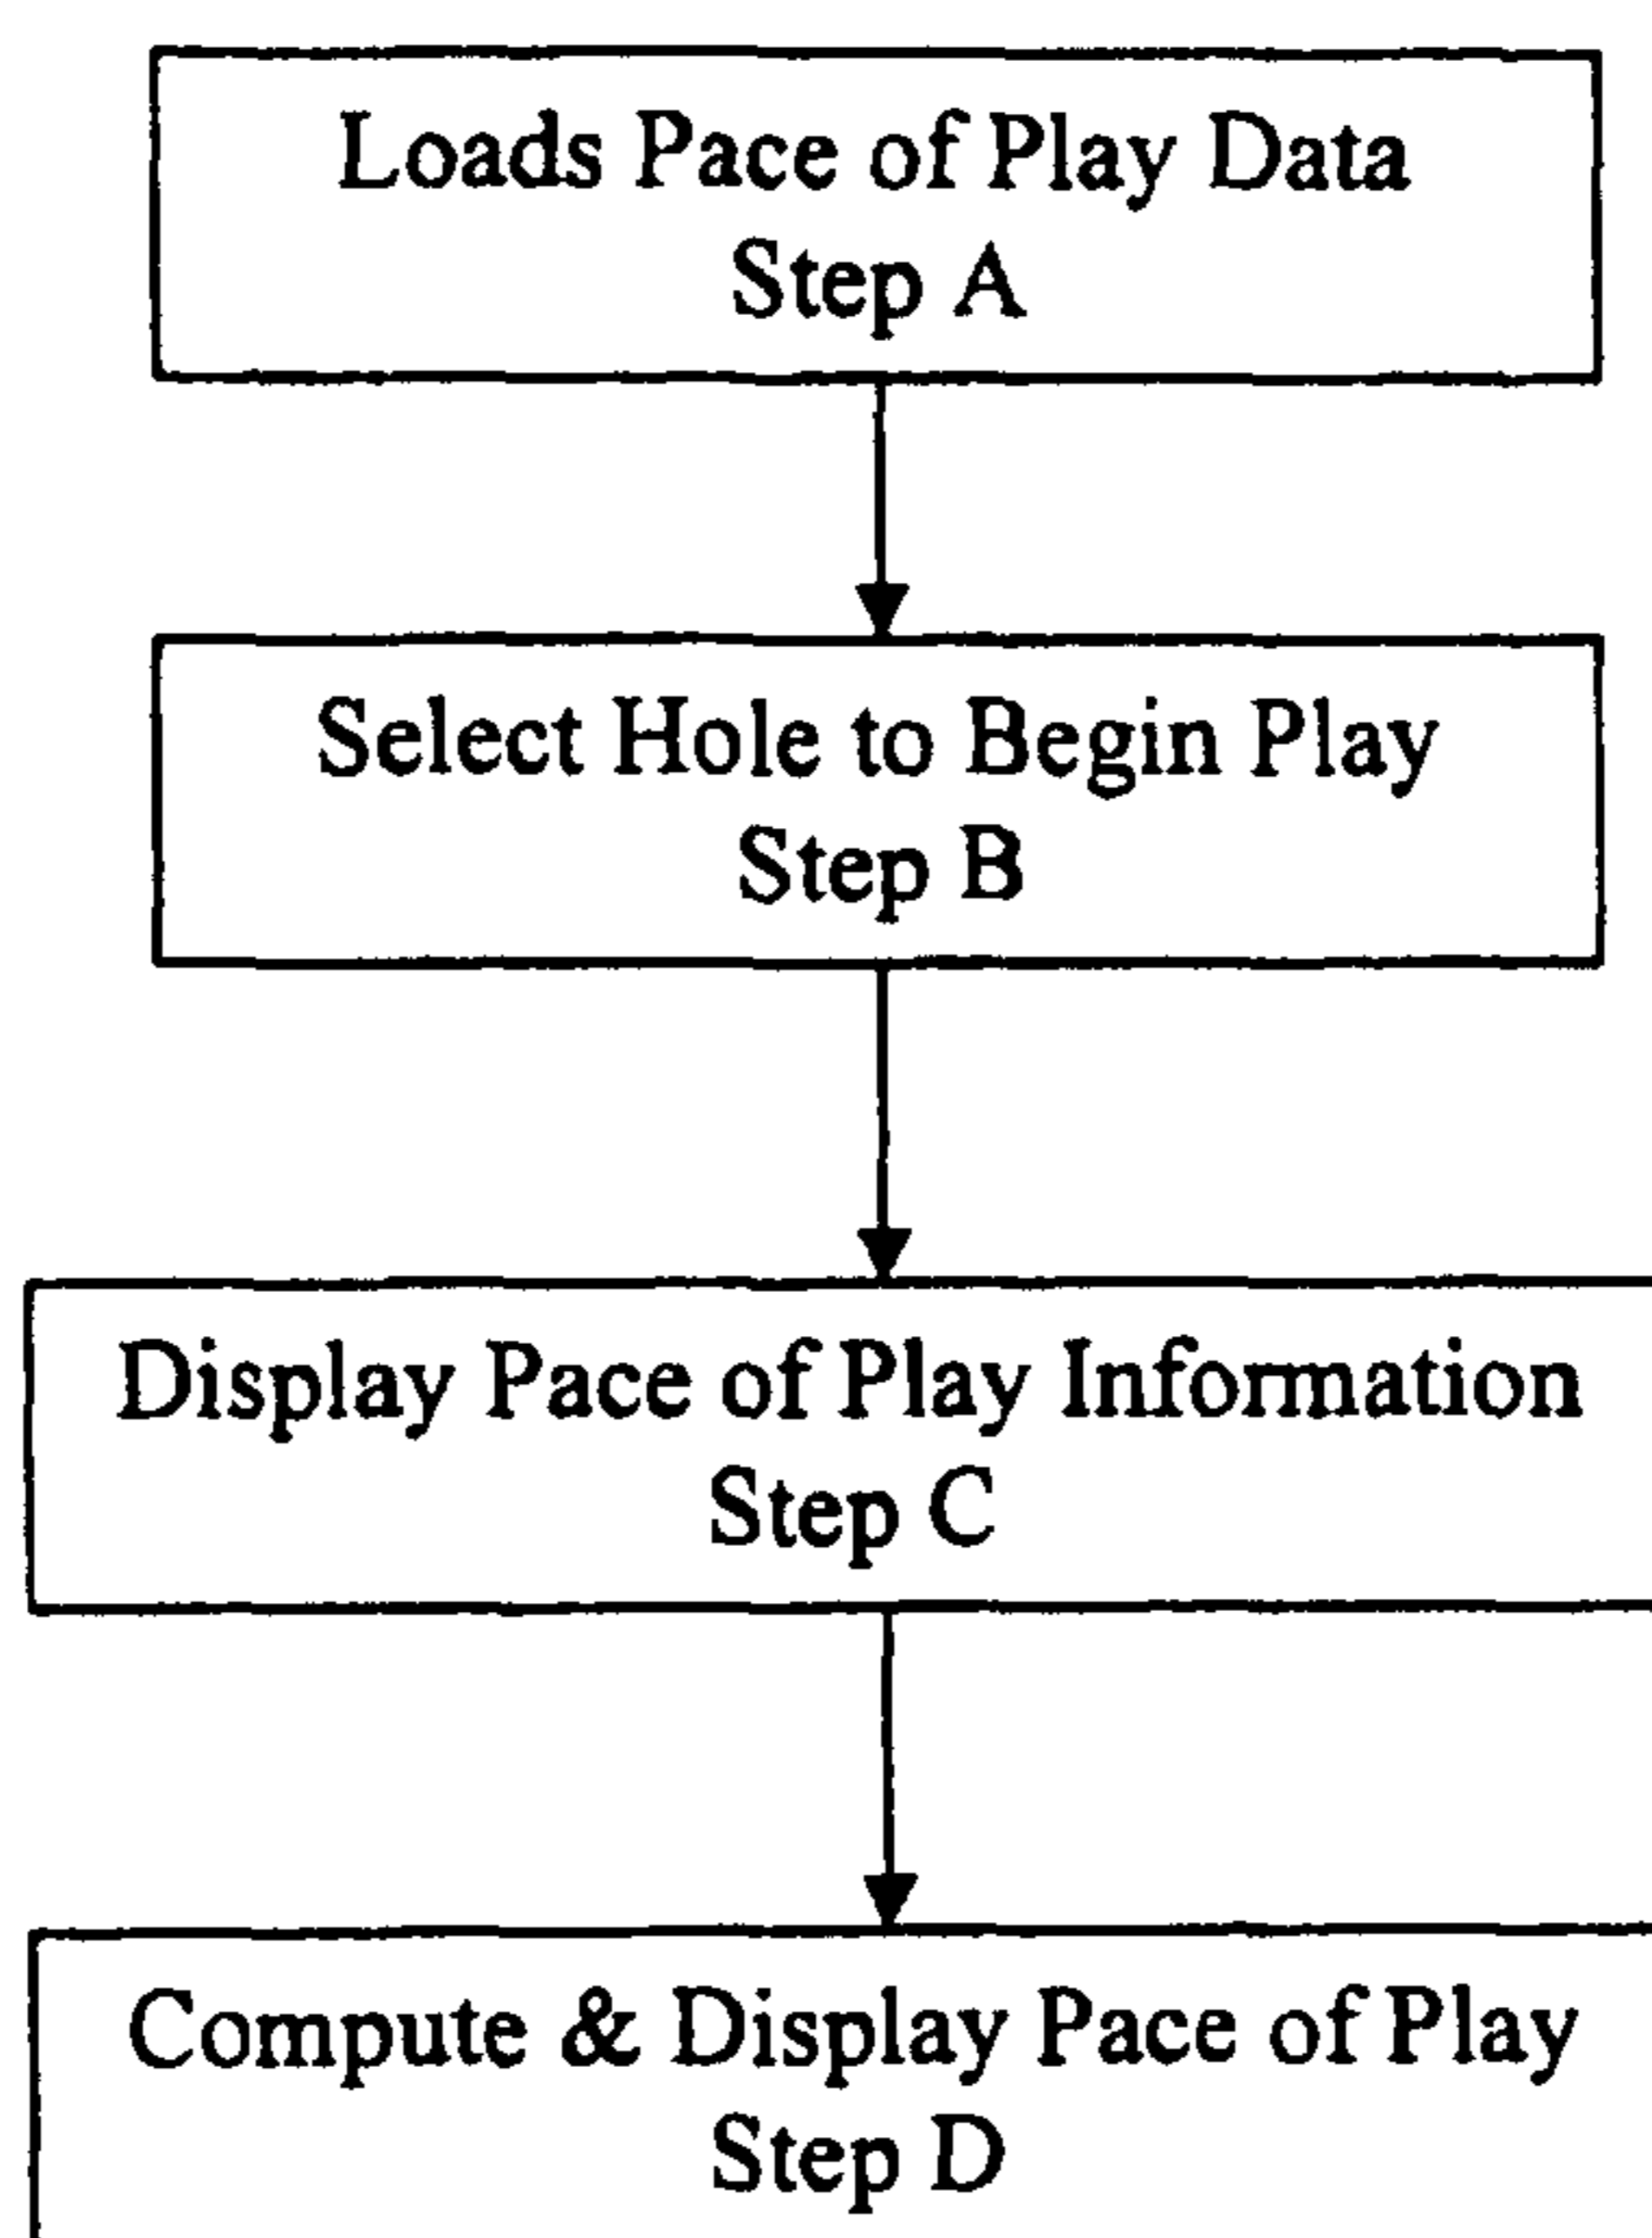 Loads Pace of Play Data
Step A
Select Hole to Begin Play
Step B
Display Pace of Play Information
Step C
Compute & Display Pace of Play
Step D